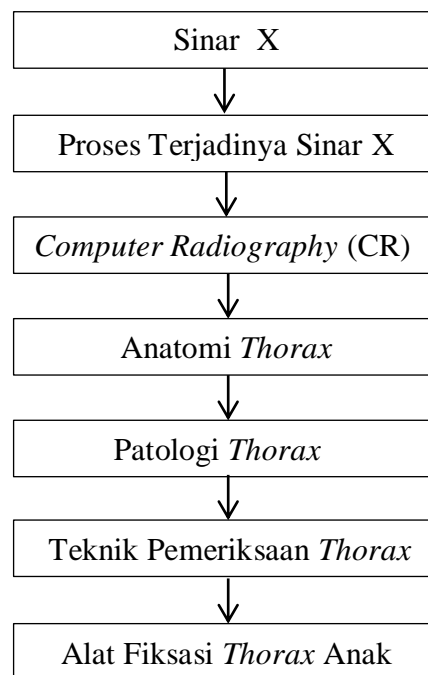 Sinar X
Proses Terjadinya Sinar X
Computer Radiography (CR)
Anatomi Thorax
Patologi Thorax
Teknik Pemeriksaan Thorax
Alat Fiksasi Thorax Anak